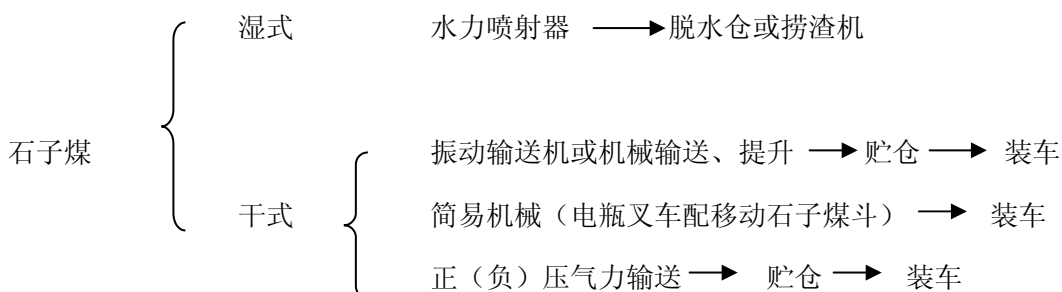 湿式 水力喷射器 脱水仓或捞渣机
石子煤
振动输送机或机械输送、提升 贮仓 装车
干式 简易机械（电瓶叉车配移动石子煤斗） 装车
正（负）压气力输送 贮仓 装车